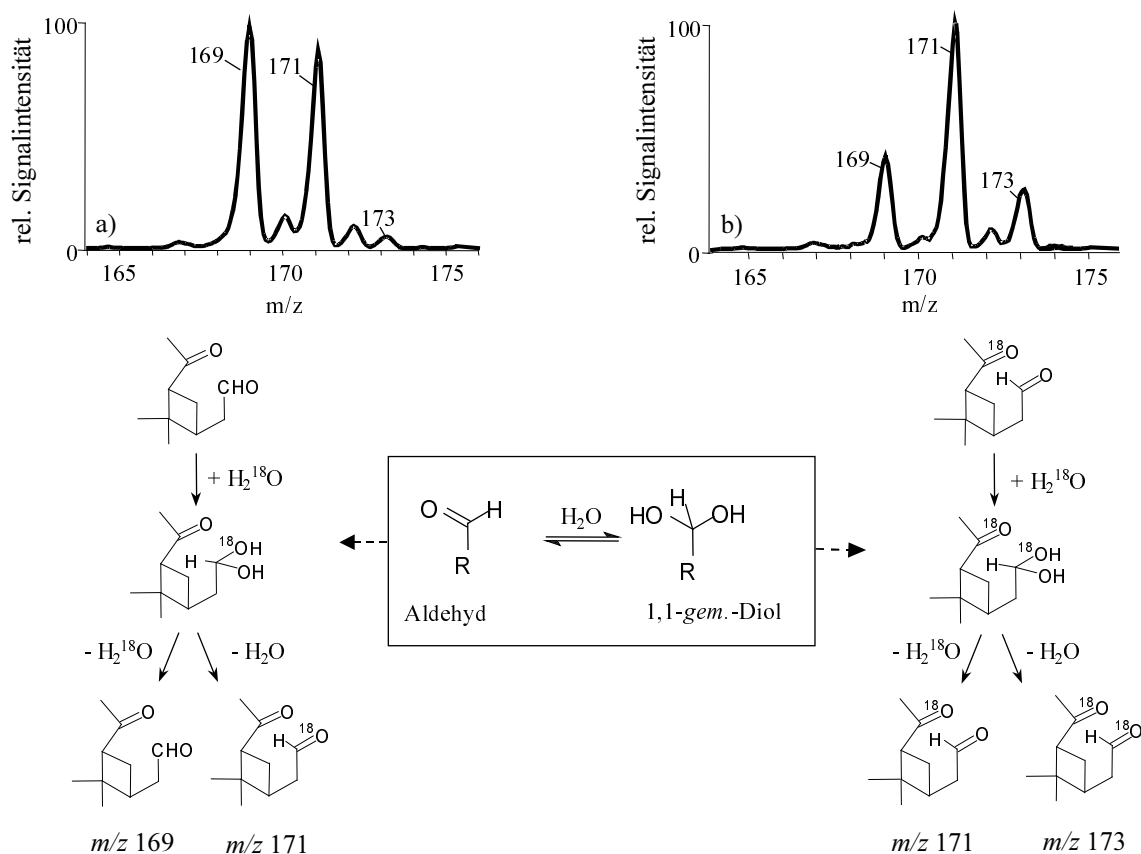 100
rel. Signalintensität
0
a)
169
171
173
165
170
175
m/z
100
rel. Signalintensität
0
b)
169
171
173
165
170
175
m/z
O
CHO
+ H₂¹⁸O
O
¹⁸OH
H
OH
- H₂¹⁸O
- H₂O
O
CHO
O
H
¹⁸O
m/z 169
m/z 171
O
H
R
Aldehyd
H₂O
H
HO
OH
R
1,1-gem.-Diol
¹⁸O
H
O
+ H₂¹⁸O
¹⁸O
¹⁸OH
H
OH
- H₂¹⁸O
- H₂O
¹⁸O
H
O
¹⁸O
H
¹⁸O
m/z 171
m/z 173